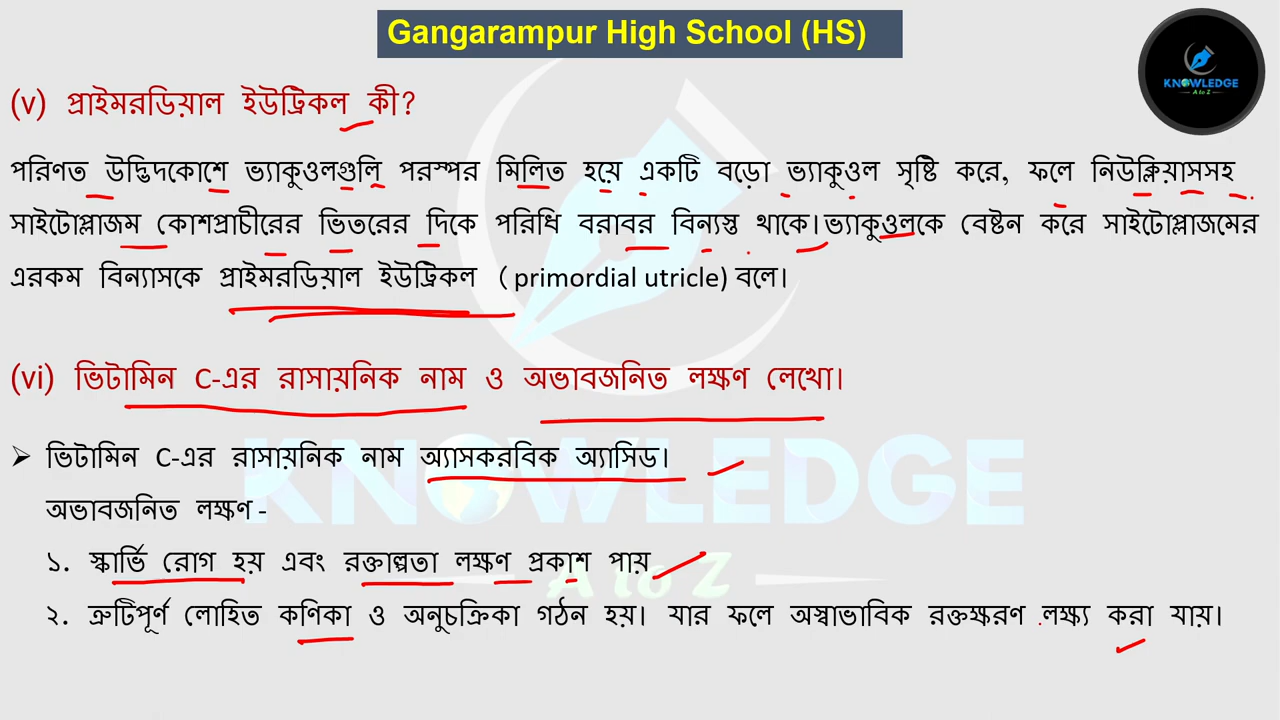 Gangarampur High School (HS)
KNOWLEDGE
A to Z
(v) প্রাইমরডিয়াল ইউট্রিকল কী?
পরিণত উদ্ভিদকোশে ভ্যাকুওলগুলি পরস্পর মিলিত হয়ে একটি বড়ো ভ্যাকুওল সৃষ্টি করে, ফলে নিউক্লিয়াসসহ
সাইটোপ্লাজম কোশপ্রাচীরের ভিতরের দিকে পরিধি বরাবর বিন্যস্ত থাকে। ভ্যাকুওলকে বেষ্টন করে সাইটোপ্লাজমের
এরকম বিন্যাসকে প্রাইমরডিয়াল ইউট্রিকল (primordial utricle) বলে।
(vi) ভিটামিন C-এর রাসায়নিক নাম ও অভাবজনিত লক্ষণ লেখো।
➢ ভিটামিন C-এর রাসায়নিক নাম অ্যাসকরবিক অ্যাসিড।
অভাবজনিত লক্ষণ -
১. স্কার্ভি রোগ হয় এবং রক্তাল্পতা লক্ষণ প্রকাশ পায়
২. ত্রুটিপূর্ণ লোহিত কণিকা ও অনুচক্রিকা গঠন হয়। যার ফলে অস্বাভাবিক রক্তক্ষরণ লক্ষ্য করা যায়।
KNOWLEDGE
A to Z